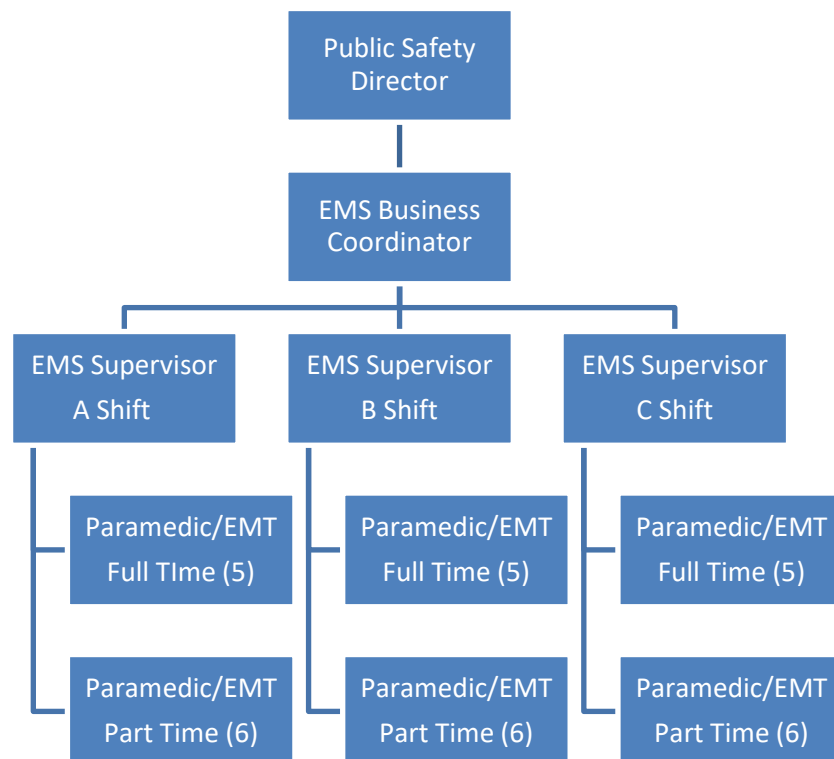 Public Safety
Director
EMS Business
Coordinator
EMS Supervisor
A Shift
EMS Supervisor
B Shift
EMS Supervisor
C Shift
Paramedic/EMT
Full TIme (5)
Paramedic/EMT
Full Time (5)
Paramedic/EMT
Full Time (5)
Paramedic/EMT
Part Time (6)
Paramedic/EMT
Part Time (6)
Paramedic/EMT
Part Time (6)